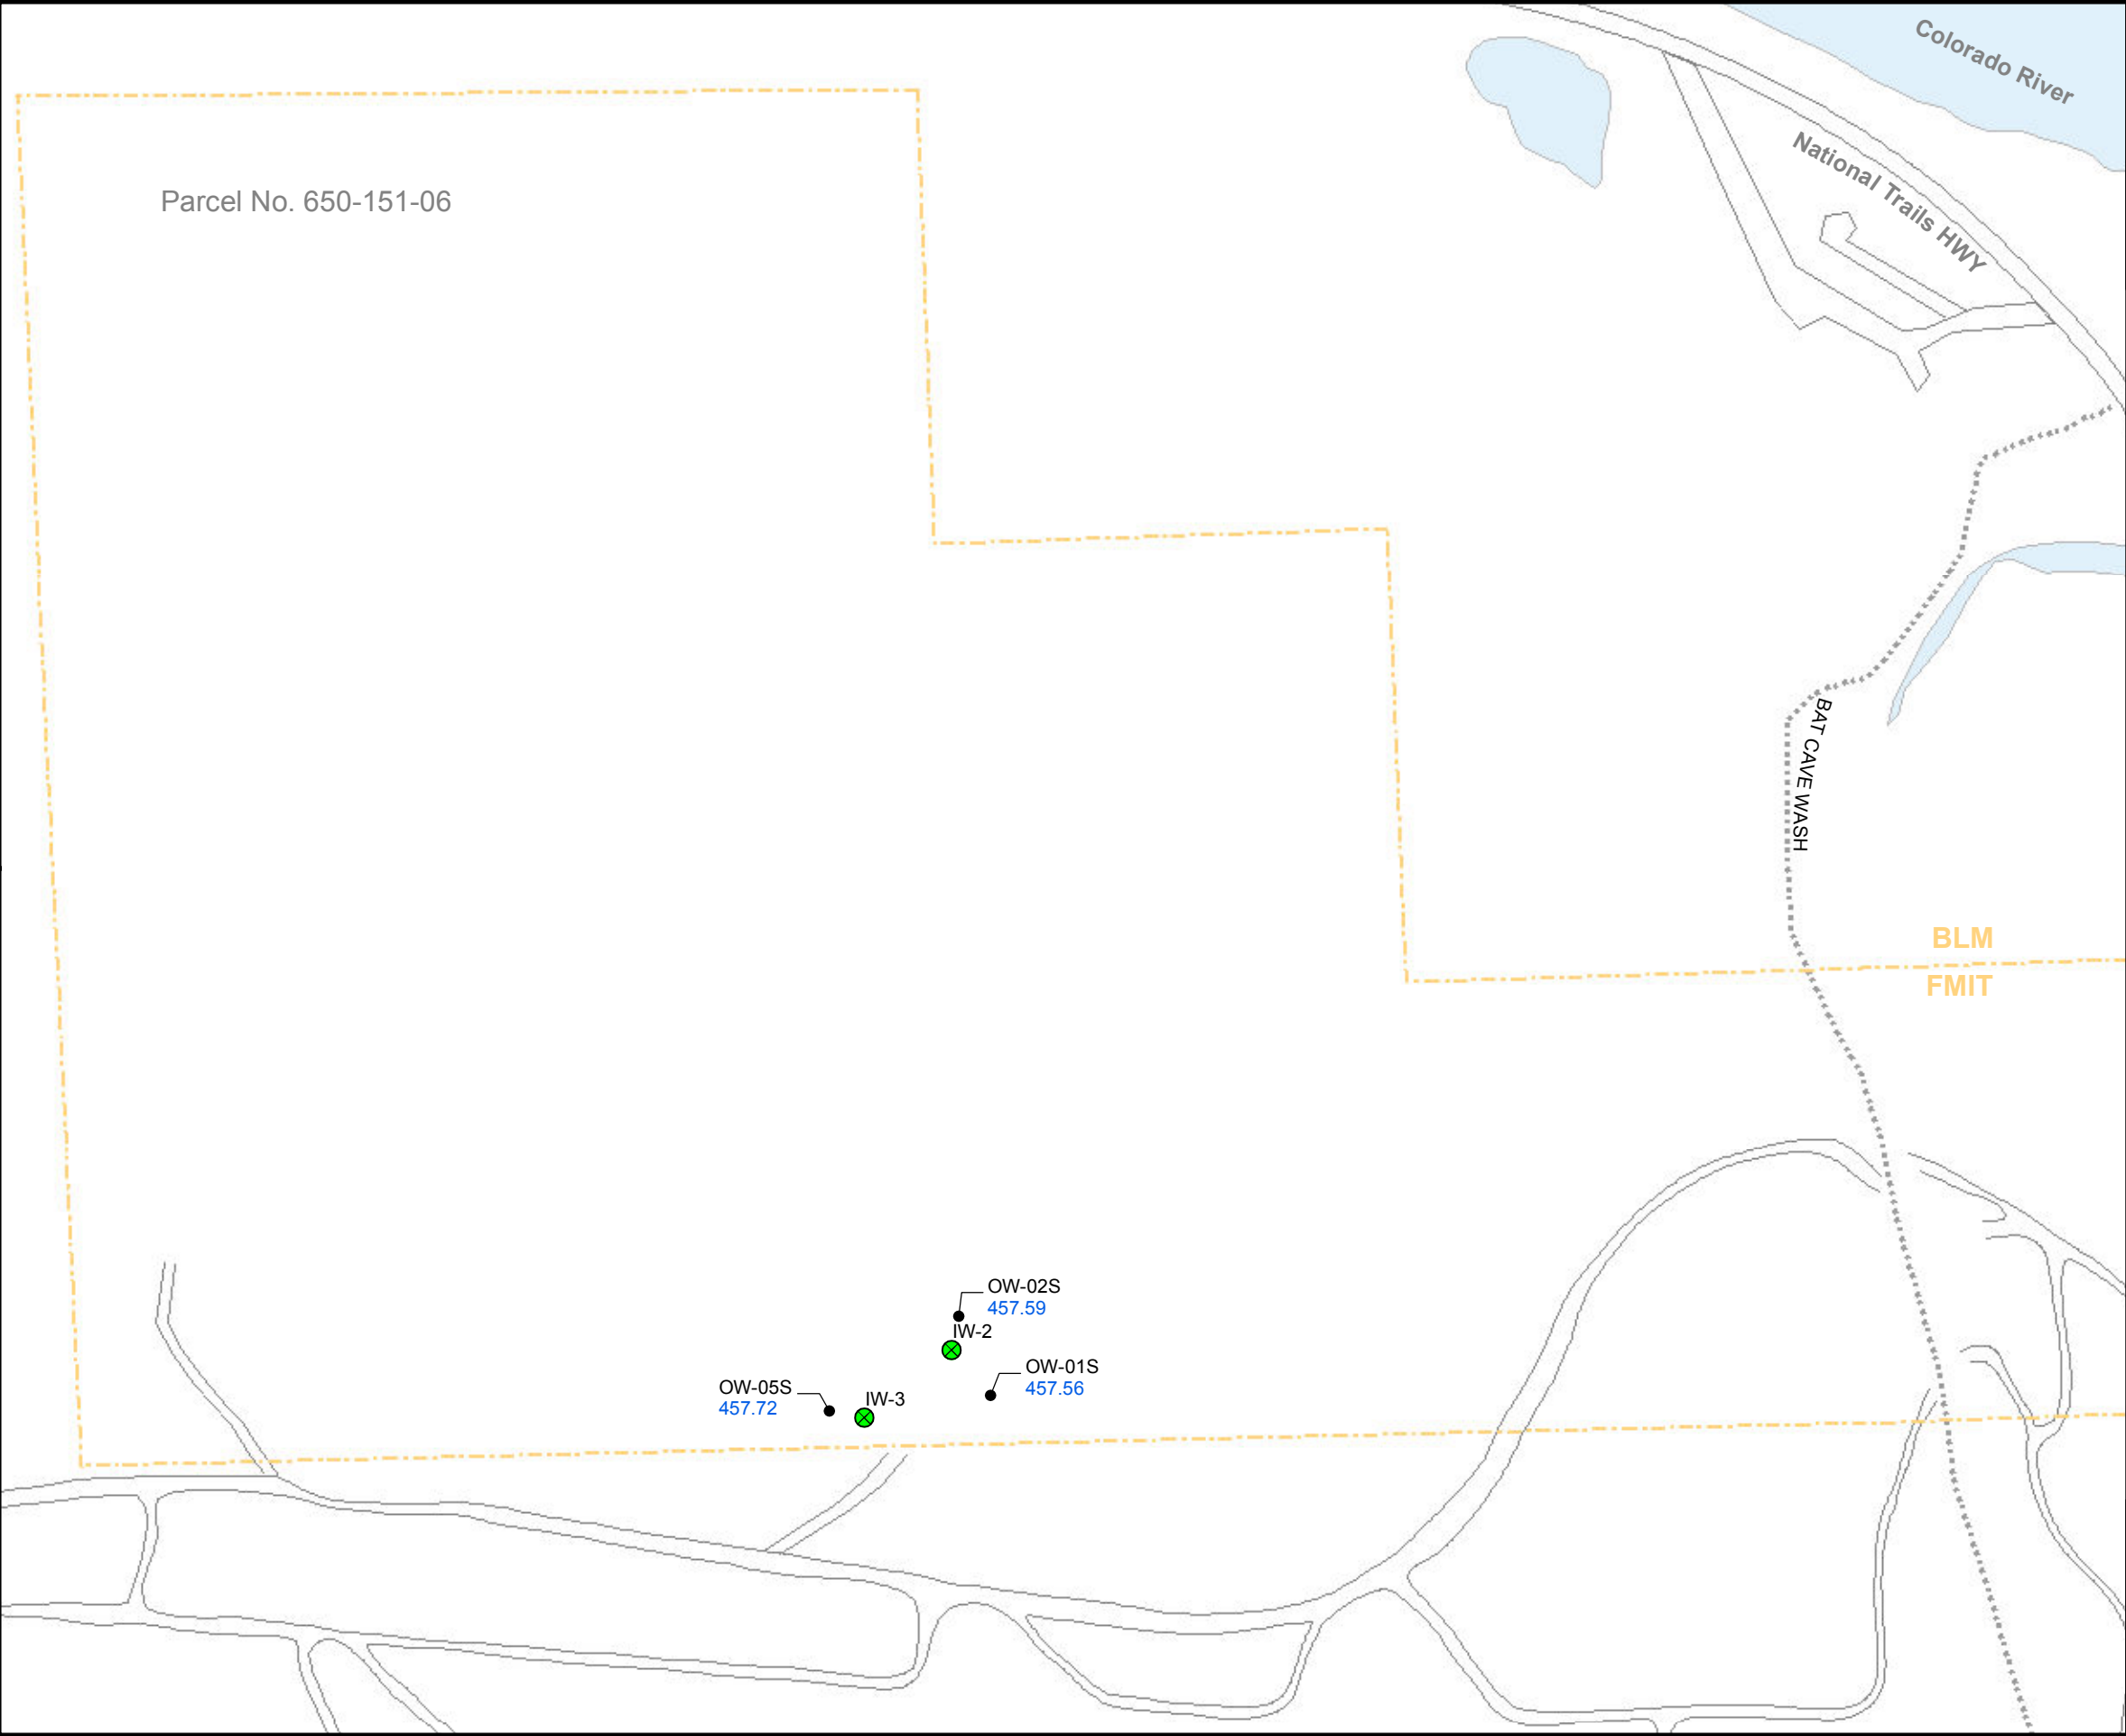 Colorado River
National Trails HWY
Parcel No. 650-151-06
BAT CAVE WASH
BLM
FMIT
OW-02S
457.59
IW-2
OW-01S
457.56
OW-05S
457.72
IW-3